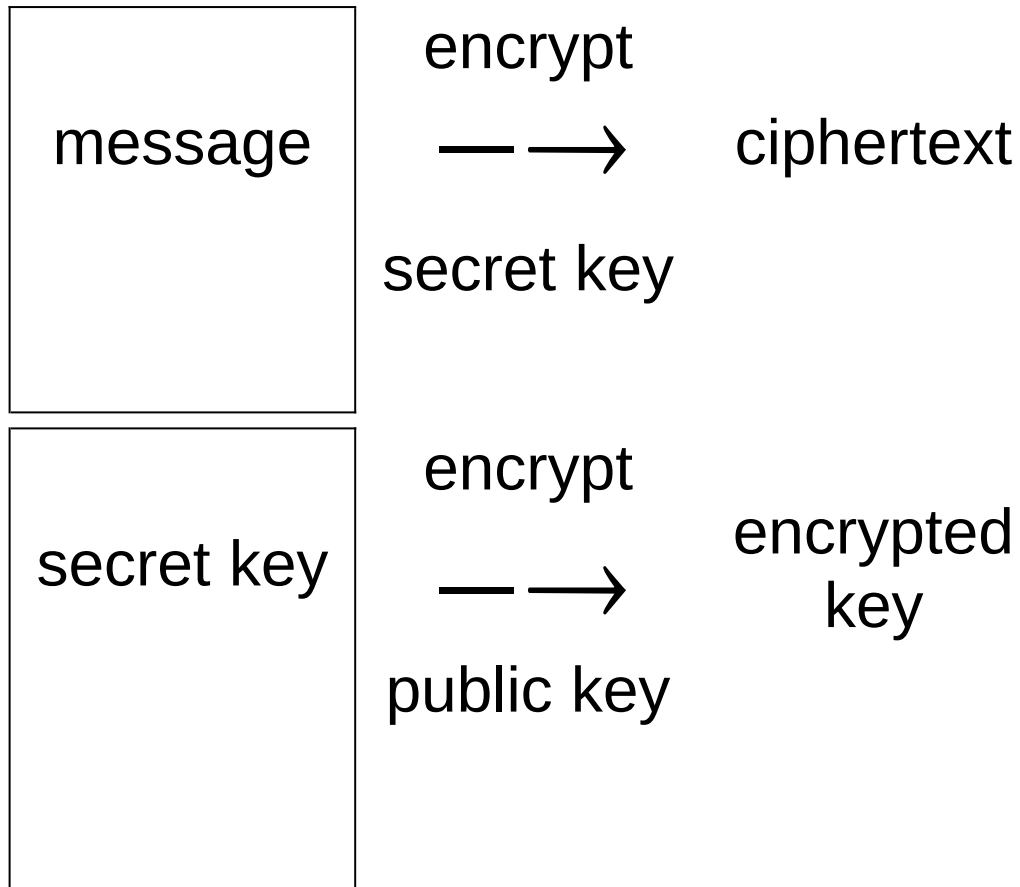 encrypt
message
ciphertext
secret key
encrypt
secret key
encrypted
key
public key